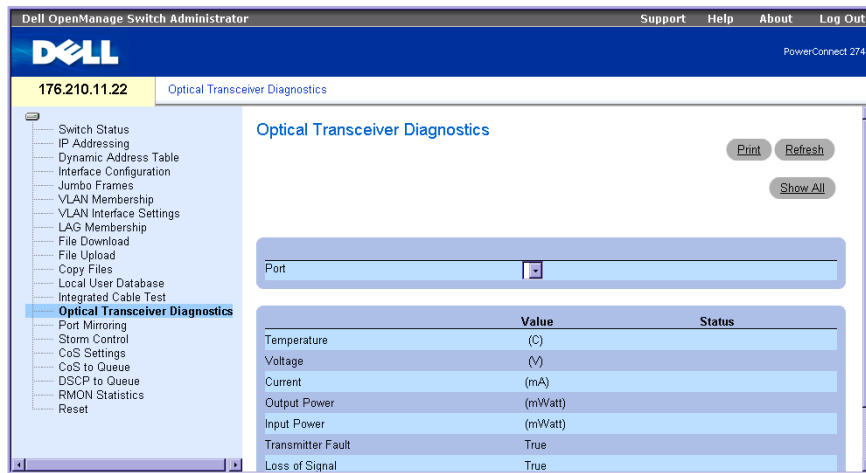 Dell OpenManage Switch Administrator
Support Help About Log Out
DELL
PowerConnect 274
176.210.11.22
Optical Transceiver Diagnostics
Switch Status
IP Addressing
Dynamic Address Table
Interface Configuration
Jumbo Frames
VLAN Membership
VLAN Interface Settings
LAG Membership
File Download
File Upload
Copy Files
Local User Database
Integrated Cable Test
Optical Transceiver Diagnostics
Port Mirroring
Storm Control
CoS Settings
CoS to Queue
DSCP to Queue
RMON Statistics
Reset
Optical Transceiver Diagnostics
Print Refresh
Show All
Port
Value Status
Temperature (C)
Voltage (V)
Current (mA)
Output Power (mWatt)
Input Power (mWatt)
Transmitter Fault True
Loss of Signal True